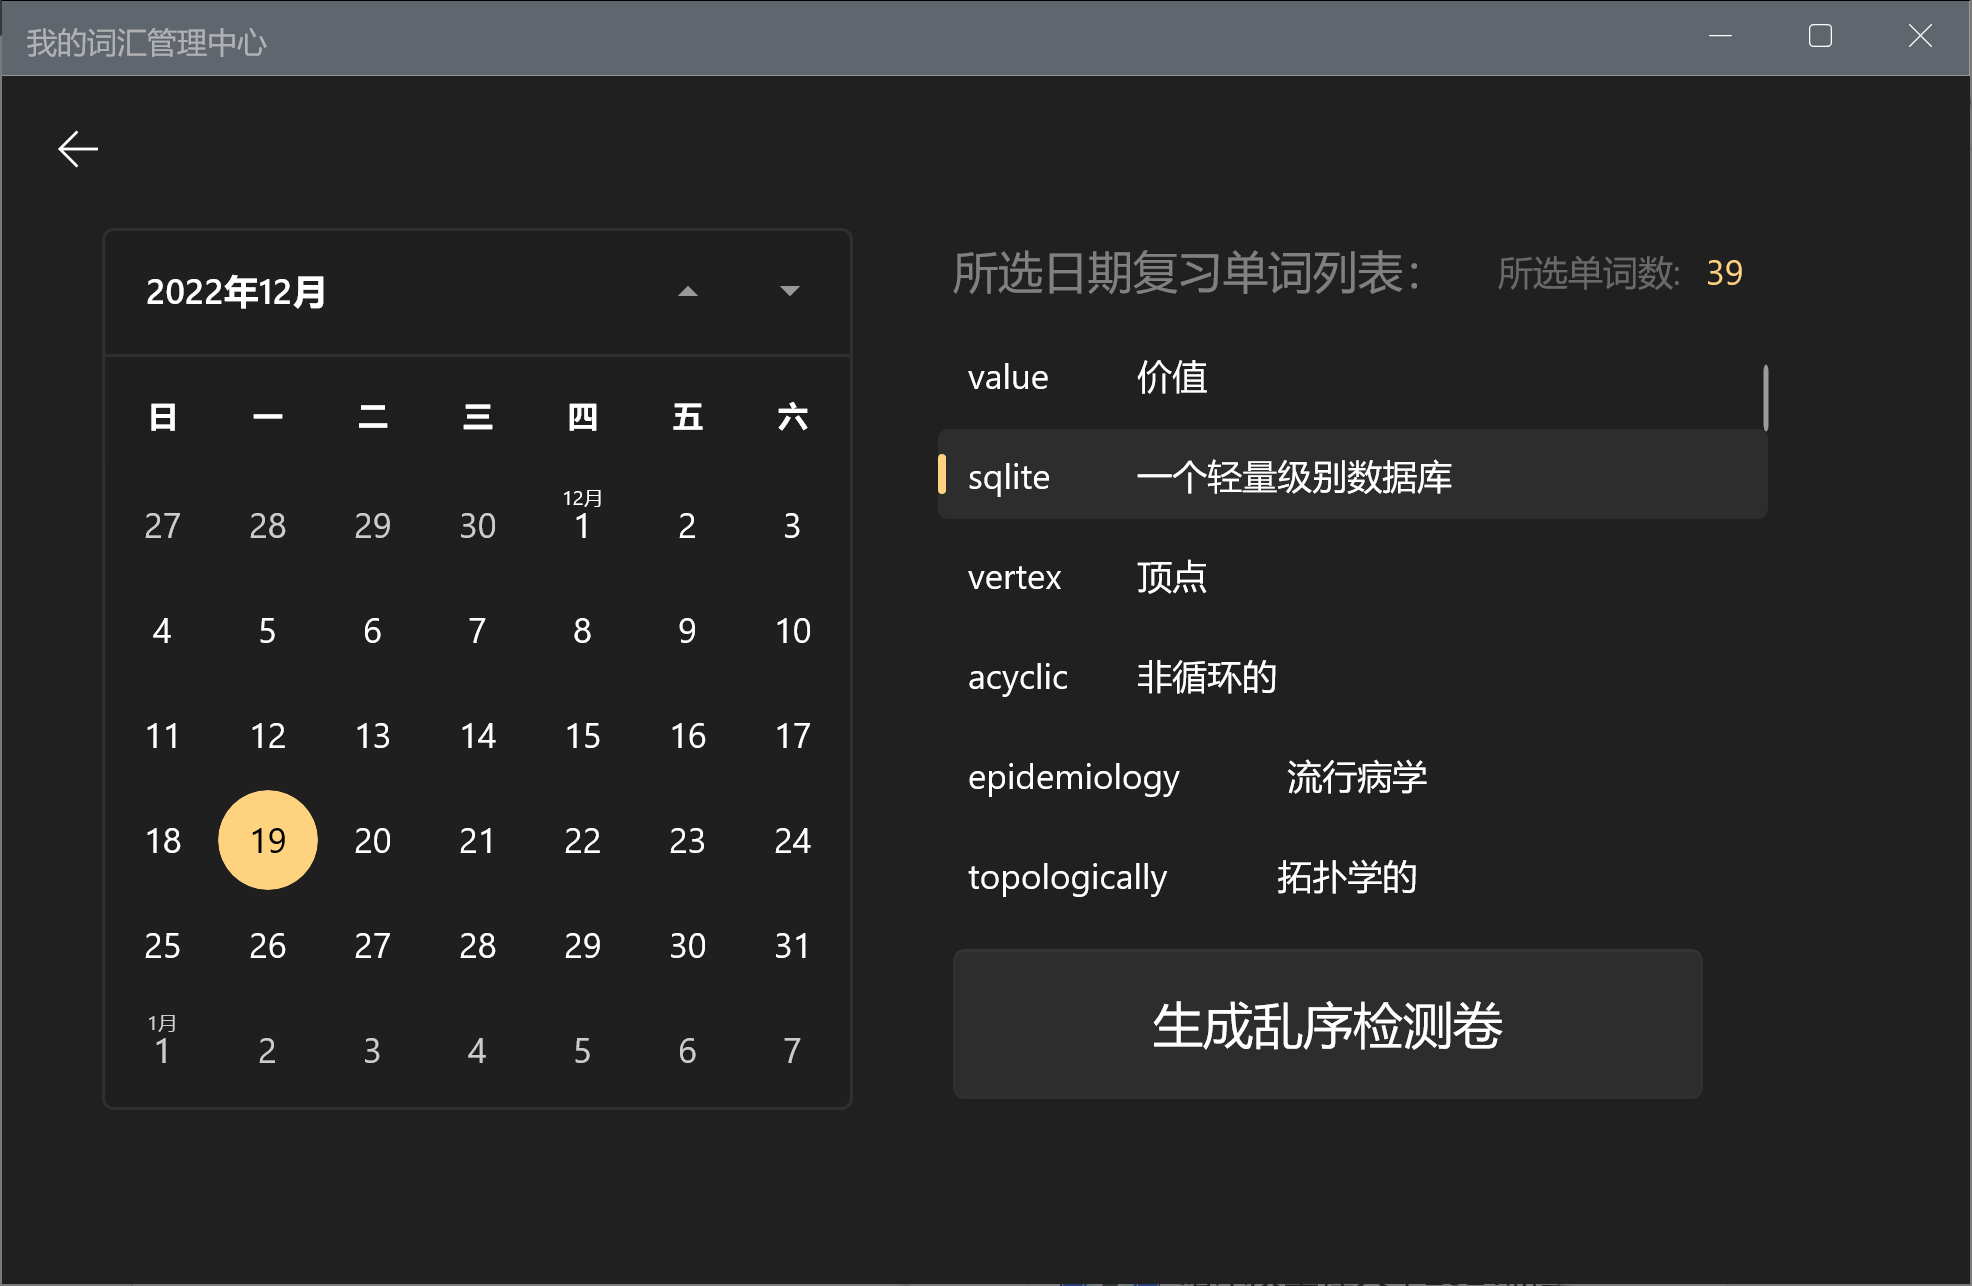 我的词汇管理中心
2022年12月
日 一 二 三 四 五 六
27 28 29 30 12月 1 2 3
4 5 6 7 8 9 10
11 12 13 14 15 16 17
18 19 20 21 22 23 24
25 26 27 28 29 30 31
1月 1 2 3 4 5 6 7
所选日期复习单词列表： 所选单词数: 39
value 价值
sqlite 一个轻量级别数据库
vertex 顶点
acyclic 非循环的
epidemiology 流行病学
topologically 拓扑学的
生成乱序检测卷